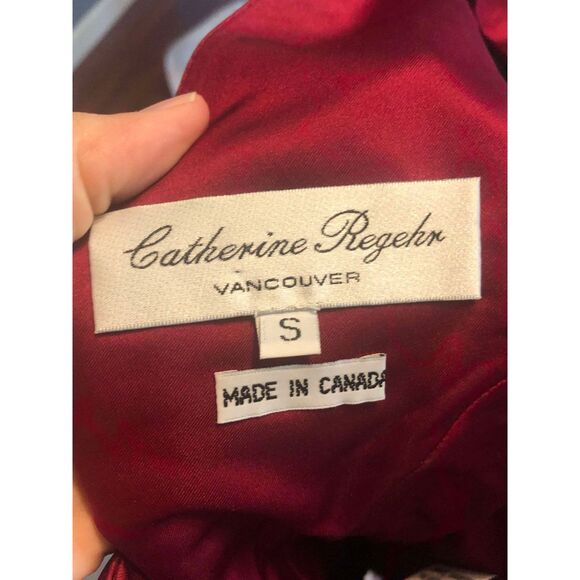 Catherine Regehr
VANCOUVER
S
MADE IN CANADA